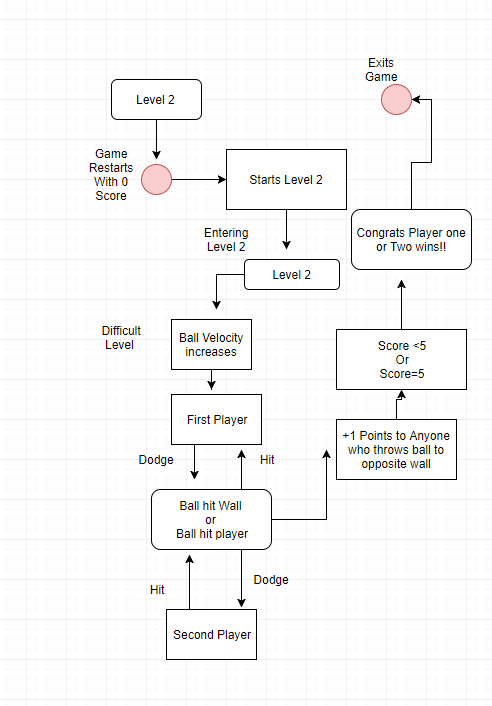 Exits
Game
Level 2
Game
Restarts
With 0
Score
Starts Level 2
Entering
Level 2
Congrats Player one
or Two wins!!
Level 2
Difficult
Level
Ball Velocity
increases
Score <5
Or
Score=5
First Player
+1 Points to Anyone
who throws ball to
opposite wall
Dodge
Hit
Ball hit Wall
or
Ball hit player
Hit
Dodge
Second Player